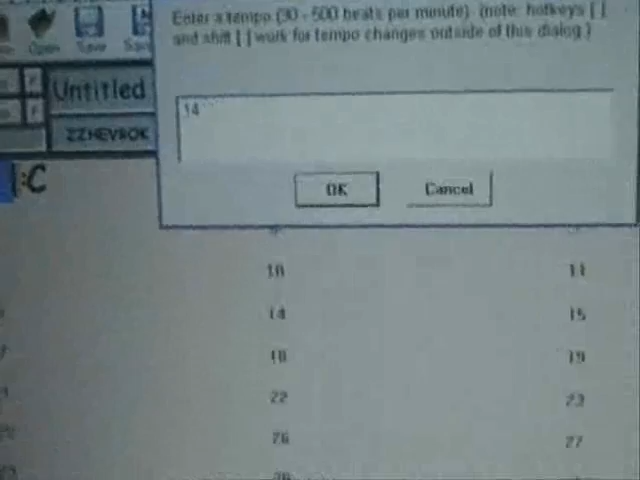 Enter a tempo (30 - 500 beats per minute) (note: hotkeys [ ]
and shift [ ] work for tempo changes outside of this dialog.)
Open Save
Untitled
14
ZZHEVROK
C
OK Cancel
10 11
14 15
18 19
22 23
26 27